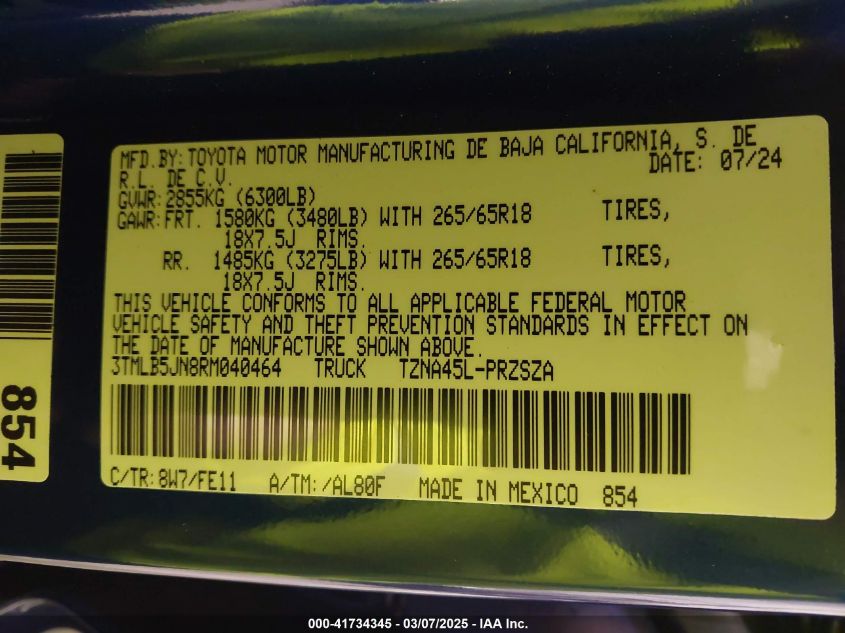 MFD.BY:TOYOTA MOTOR MANUFACTURING DE BAJA CALIFORNIA, S. DE
R.L. DE C.V.
DATE: 07/24
GVWR:2855KG (6300LB)
GAWR:FRT. 1580KG (3480LB) WITH 265/65R18 TIRES,
18X7.5J RIMS.
RR. 1485KG (3275LB) WITH 265/65R18 TIRES,
18X7.5J RIMS.
THIS VEHICLE CONFORMS TO ALL APPLICABLE FEDERAL MOTOR
VEHICLE SAFETY AND THEFT PREVENTION STANDARDS IN EFFECT ON
THE DATE OF MANUFACTURE SHOWN ABOVE.
3TMLB5JN8RM040464 TRUCK TZNA45L-PRZSZA
C/TR:8W7/FE11 A/TM:/AL80F MADE IN MEXICO 854
854
000-41734345 - 03/07/2025 - IAA Inc.